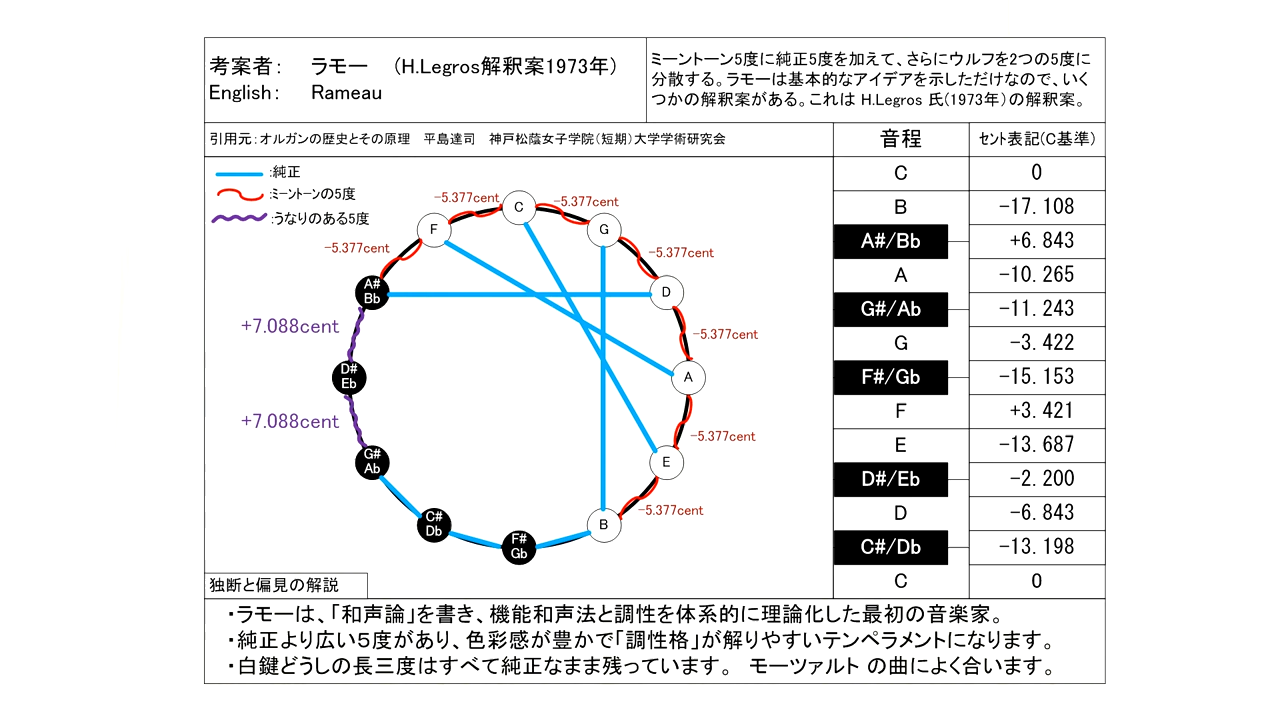 考案者： ラモー （H.Legros解釈案1973年）
English： Rameau
ミーントーン5度に純正5度を加えて、さらにウルフを2つの5度に
分散する。ラモーは基本的なアイデアを示しただけなので、いく
つかの解釈案がある。これは H.Legros 氏（1973年）の解釈案。
引用元：オルガンの歴史とその原理 平島達司 神戸松蔭女子学院（短期）大学学術研究会
音程 セント表記（C基準）
:純正
:ミーントーンの5度
:うなりのある5度
C
G
D
A
E
B
F#
Gb
C#
Db
G#
Ab
D#
Eb
A#
Bb
F
-5.377cent
-5.377cent
-5.377cent
-5.377cent
-5.377cent
-5.377cent
-5.377cent
+7.088cent
+7.088cent
C 0
B -17.108
A#/Bb +6.843
A -10.265
G#/Ab -11.243
G -3.422
F#/Gb -15.153
F +3.421
E -13.687
D#/Eb -2.200
D -6.843
C#/Db -13.198
C 0
独断と偏見の解説
・ラモーは、「和声論」を書き、機能和声法と調性を体系的に理論化した最初の音楽家。
・純正より広い5度があり、色彩感が豊かで「調性格」が解りやすいテンペラメントになります。
・白鍵どうしの長三度はすべて純正なまま残っています。 モーツァルト の曲によく合います。